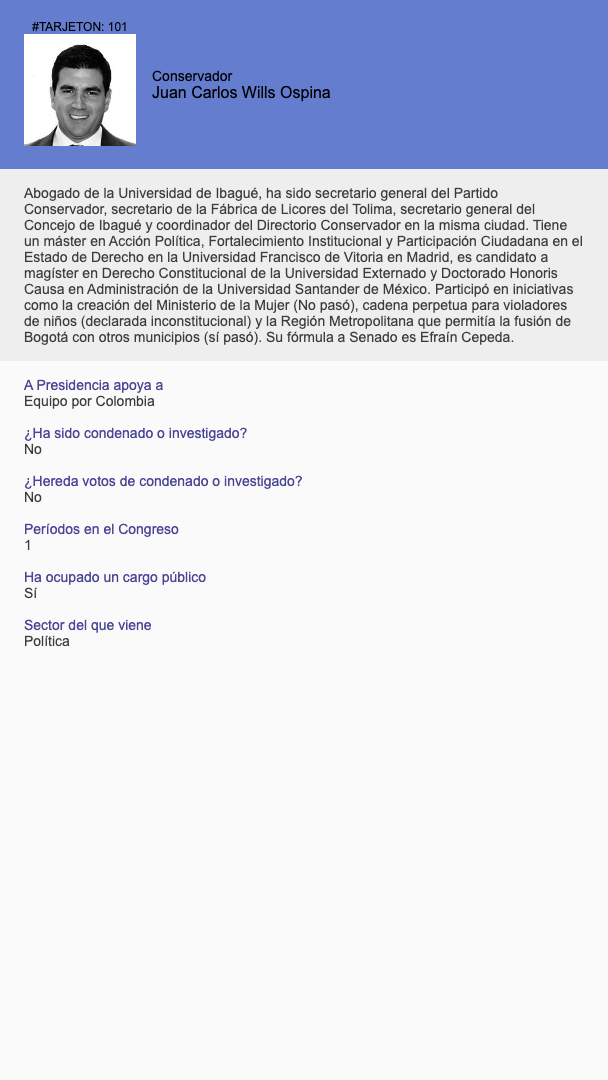 #TARJETON: 101
Conservador
Juan Carlos Wills Ospina
Abogado de la Universidad de Ibagué, ha sido secretario general del Partido
Conservador, secretario de la Fábrica de Licores del Tolima, secretario general del
Concejo de Ibagué y coordinador del Directorio Conservador en la misma ciudad. Tiene
un máster en Acción Política, Fortalecimiento Institucional y Participación Ciudadana en el
Estado de Derecho en la Universidad Francisco de Vitoria en Madrid, es candidato a
magíster en Derecho Constitucional de la Universidad Externado y Doctorado Honoris
Causa en Administración de la Universidad Santander de México. Participó en iniciativas
como la creación del Ministerio de la Mujer (No pasó), cadena perpetua para violadores
de niños (declarada inconstitucional) y la Región Metropolitana que permitía la fusión de
Bogotá con otros municipios (sí pasó). Su fórmula a Senado es Efraín Cepeda.
A Presidencia apoya a
Equipo por Colombia
¿Ha sido condenado o investigado?
No
¿Hereda votos de condenado o investigado?
No
Períodos en el Congreso
1
Ha ocupado un cargo público
Sí
Sector del que viene
Política